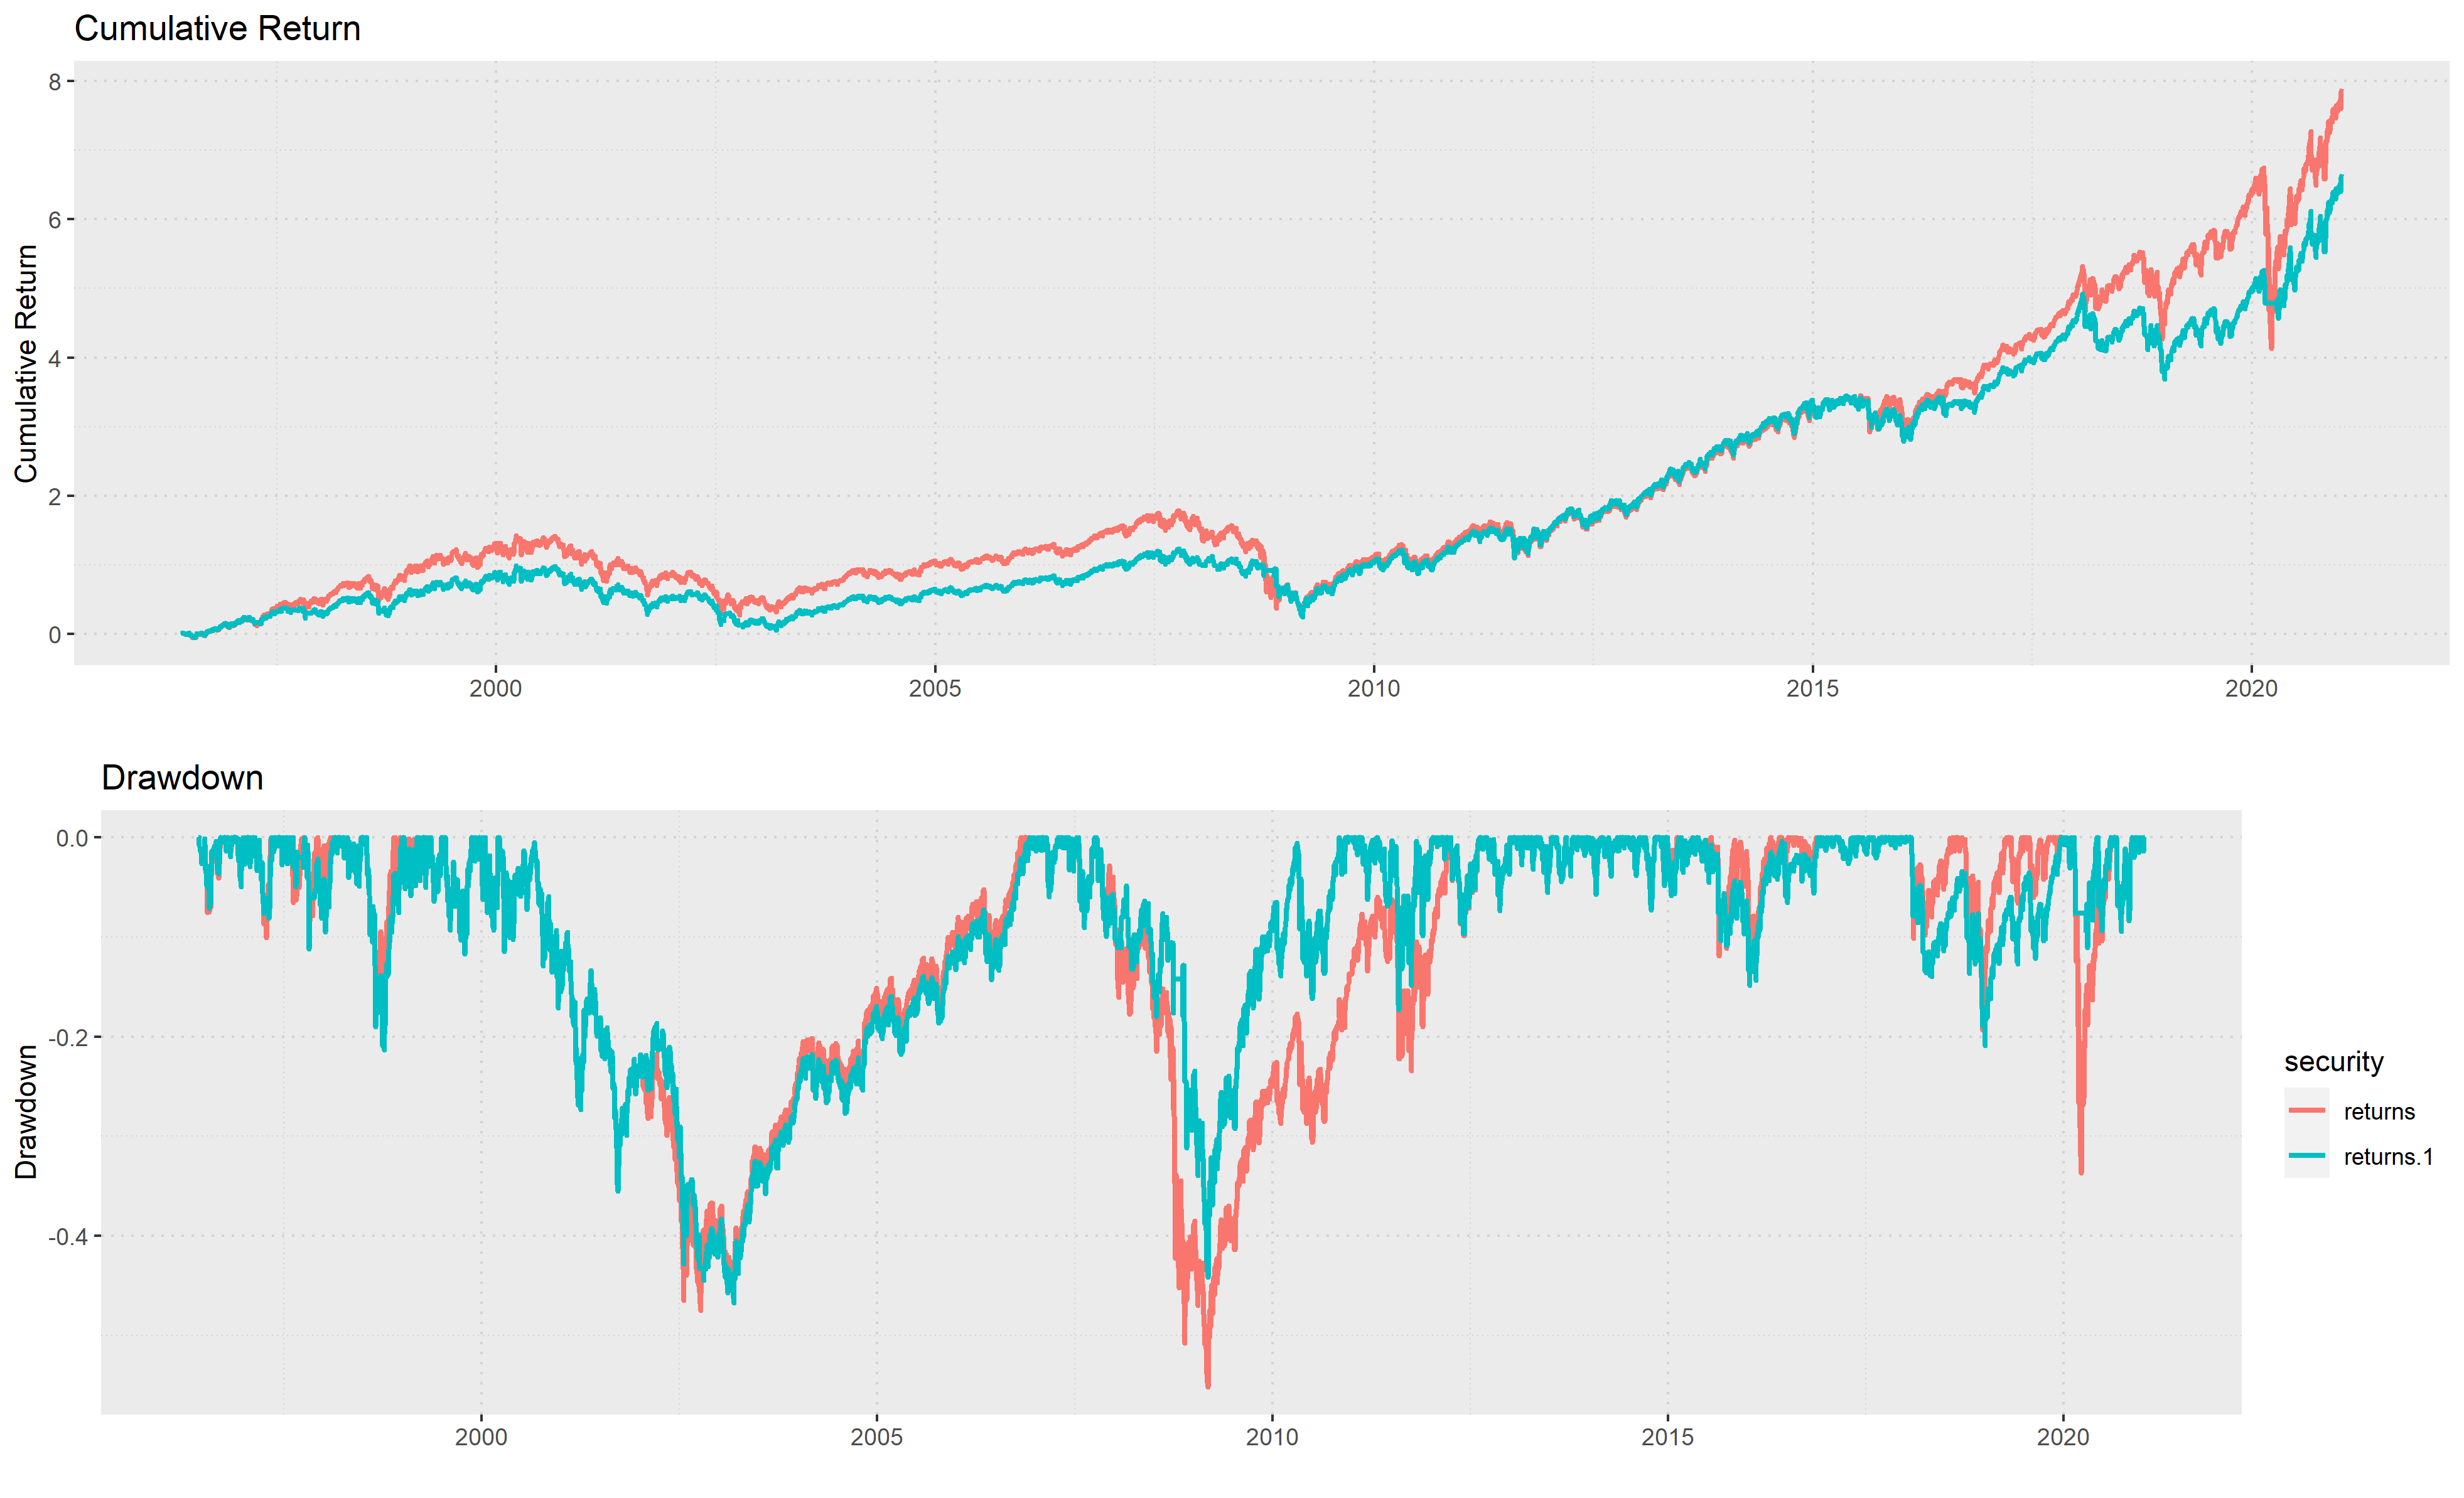 Cumulative Return
Cumulative Return
8
6
4
2
0
2000 2005 2010 2015 2020
Drawdown
Drawdown
0.0
-0.2
-0.4
2000 2005 2010 2015 2020
security
returns
returns.1